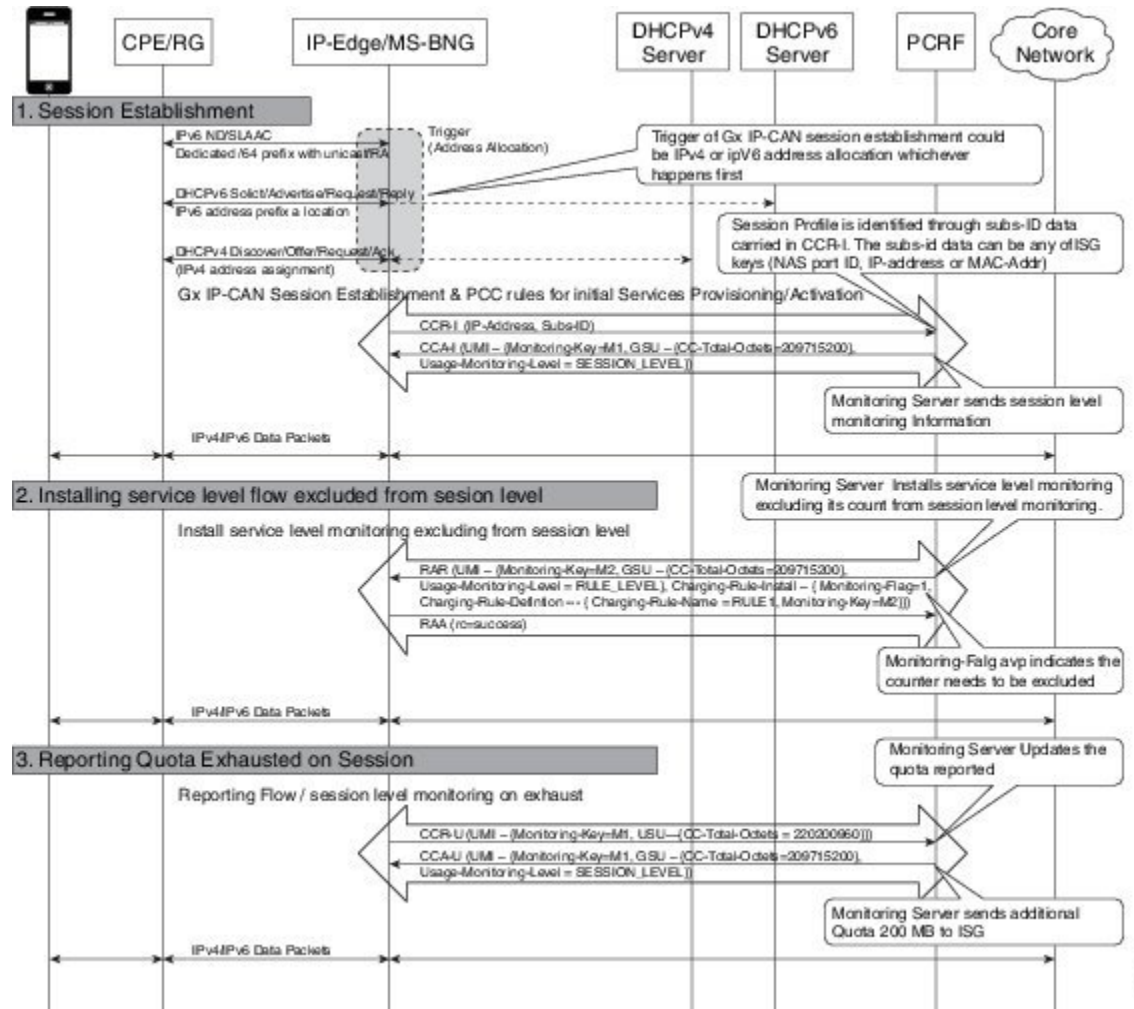 CPE/RG
IP-Edge/MS-BNG
DHCPv4
Server
DHCPv6
Server
PCRF
Core
Network
1. Session Establishment
IPv6 ND/SLAAC
Dedicated /64 prefix with unicast/RA
Trigger
(Address Allocation)
Trigger of Gx IP-CAN session establishment could
be IPv4 or ipV6 address allocation whichever
happens first
DHCPv6 Solict/Advertise/Request/Reply
IPv6 address prefix a location
Session Profile is identified through subs-ID data
carried in CCR-I. The subs-id data can be any of ISG
keys (NAS port ID, IP-address or MAC-Addr)
DHCPv4 Discover/Offer/Request/Ack
(IPv4 address assignment)
Gx IP-CAN Session Establishment & PCC rules for initial Services Provisioning/Activation
CCR-I (IP-Address, Subs-ID)
CCA-I (UMI – {Monitoring-Key=M1, GSU – {CC-Total-Octets=209715200},
Usage-Monitoring-Level = SESSION_LEVEL})
Monitoring Server sends session level
monitoring Information
IPv4/IPv6 Data Packets
2. Installing service level flow excluded from sesion level
Monitoring Server Installs service level monitoring
excluding its count from session level monitoring.
Install service level monitoring excluding from session level
RAR (UMI – {Monitoring-Key=M2, GSU – {CC-Total-Octets=209715200},
Usage-Monitoring-Level = RULE_LEVEL), Charging-Rule-Install – { Monitoring-Flag=1,
Charging-Rule-Defintion --- { Charging-Rule-Name = RULE1, Monitoring-Key=M2}})
RAA (rc=success)
Monitoring-Falg avp indicates the
counter needs to be excluded
IPv4/IPv6 Data Packets
3. Reporting Quota Exhausted on Session
Monitoring Server Updates the
quota reported
Reporting Flow / session level monitoring on exhaust
CCR-U (UMI – {Monitoring-Key=M1, USU---{CC-Total-Octets = 220200960}})
CCA-U (UMI – {Monitoring-Key=M1, GSU – {CC-Total-Octets=209715200},
Usage-Monitoring-Level = SESSION_LEVEL})
Monitoring Server sends additional
Quota 200 MB to ISG
IPv4/IPv6 Data Packets